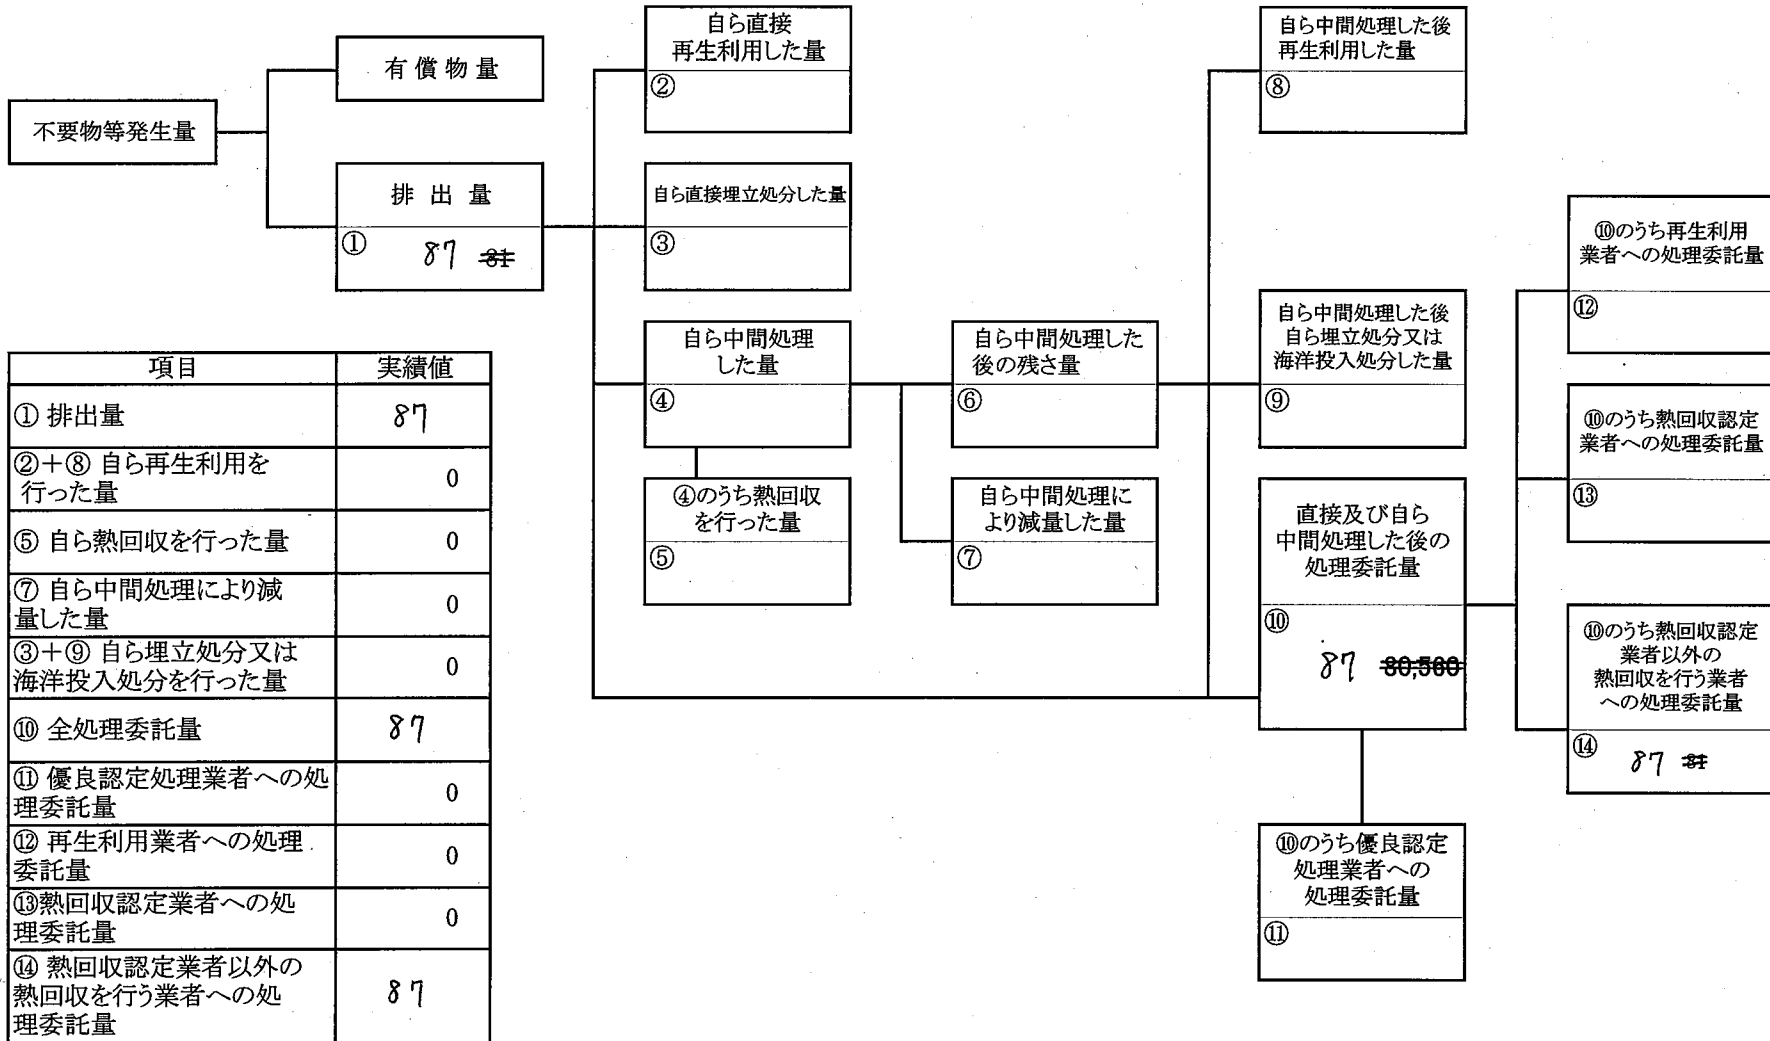 不要物等発生量
有償物量
排出量
① 87 81
自ら直接
再生利用した量
②
自ら直接埋立処分した量
③
自ら中間処理
した量
④
④のうち熱回収
を行った量
⑤
自ら中間処理した
後の残さ量
⑥
自ら中間処理に
より減量した量
⑦
自ら中間処理した後
再生利用した量
⑧
自ら中間処理した後
自ら埋立処分又は
海洋投入処分した量
⑨
直接及び自ら
中間処理した後の
処理委託量
⑩
87 80,560
⑩のうち優良認定
処理業者への
処理委託量
⑪
⑩のうち再生利用
業者への処理委託量
⑫
⑩のうち熱回収認定
業者への処理委託量
⑬
⑩のうち熱回収認定
業者以外の
熱回収を行う業者
への処理委託量
⑭ 87 81
項目 実績値
① 排出量 87
②+⑧ 自ら再生利用を
行った量 0
⑤ 自ら熱回収を行った量 0
⑦ 自ら中間処理により減
量した量 0
③+⑨ 自ら埋立処分又は
海洋投入処分を行った量 0
⑩ 全処理委託量 87
⑪ 優良認定処理業者への処
理委託量 0
⑫ 再生利用業者への処理
委託量 0
⑬熱回収認定業者への処
理委託量 0
⑭ 熱回収認定業者以外の
熱回収を行う業者への処
理委託量 87